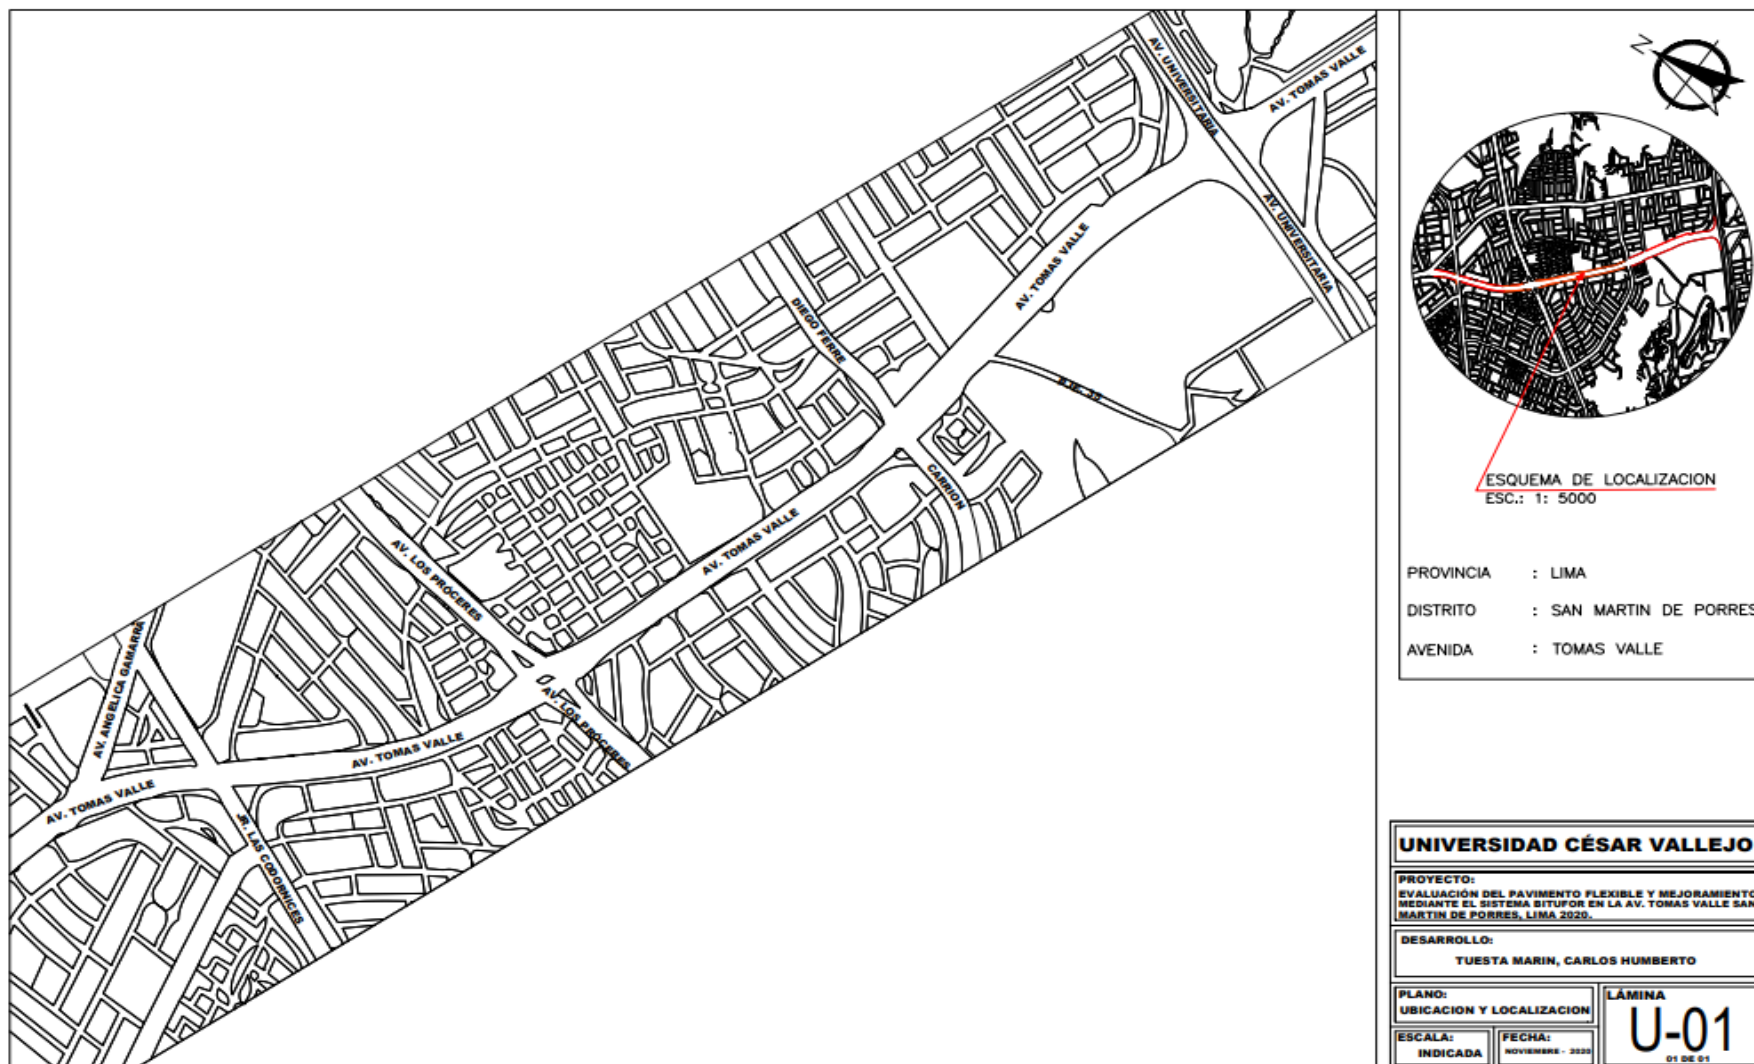 AV. UNIVERSITARIA
AV. TOMAS VALLE
AV. UNIVERSITARIA
AV. TOMAS VALLE
DIEGO FERRE
CARRION
AV. TOMAS VALLE
AV. LOS PRÓCERES
AV. LOS PRÓCERES
AV. ANGELICA GAMARRA
AV. TOMAS VALLE
AV. TOMAS VALLE
JR. LAS CODORNICES
N
ESQUEMA DE LOCALIZACION
ESC.: 1: 5000
PROVINCIA : LIMA
DISTRITO : SAN MARTIN DE PORRES
AVENIDA : TOMAS VALLE
UNIVERSIDAD CÉSAR VALLEJO
PROYECTO:
EVALUACIÓN DEL PAVIMENTO FLEXIBLE Y MEJORAMIENTO
MEDIANTE EL SISTEMA BITUFOR EN LA AV. TOMAS VALLE SAN
MARTIN DE PORRES, LIMA 2020.
DESARROLLO:
TUESTA MARIN, CARLOS HUMBERTO
PLANO:
UBICACION Y LOCALIZACION
LÁMINA
U-01
01 DE 01
ESCALA:
INDICADA
FECHA:
NOVIEMBRE - 2020